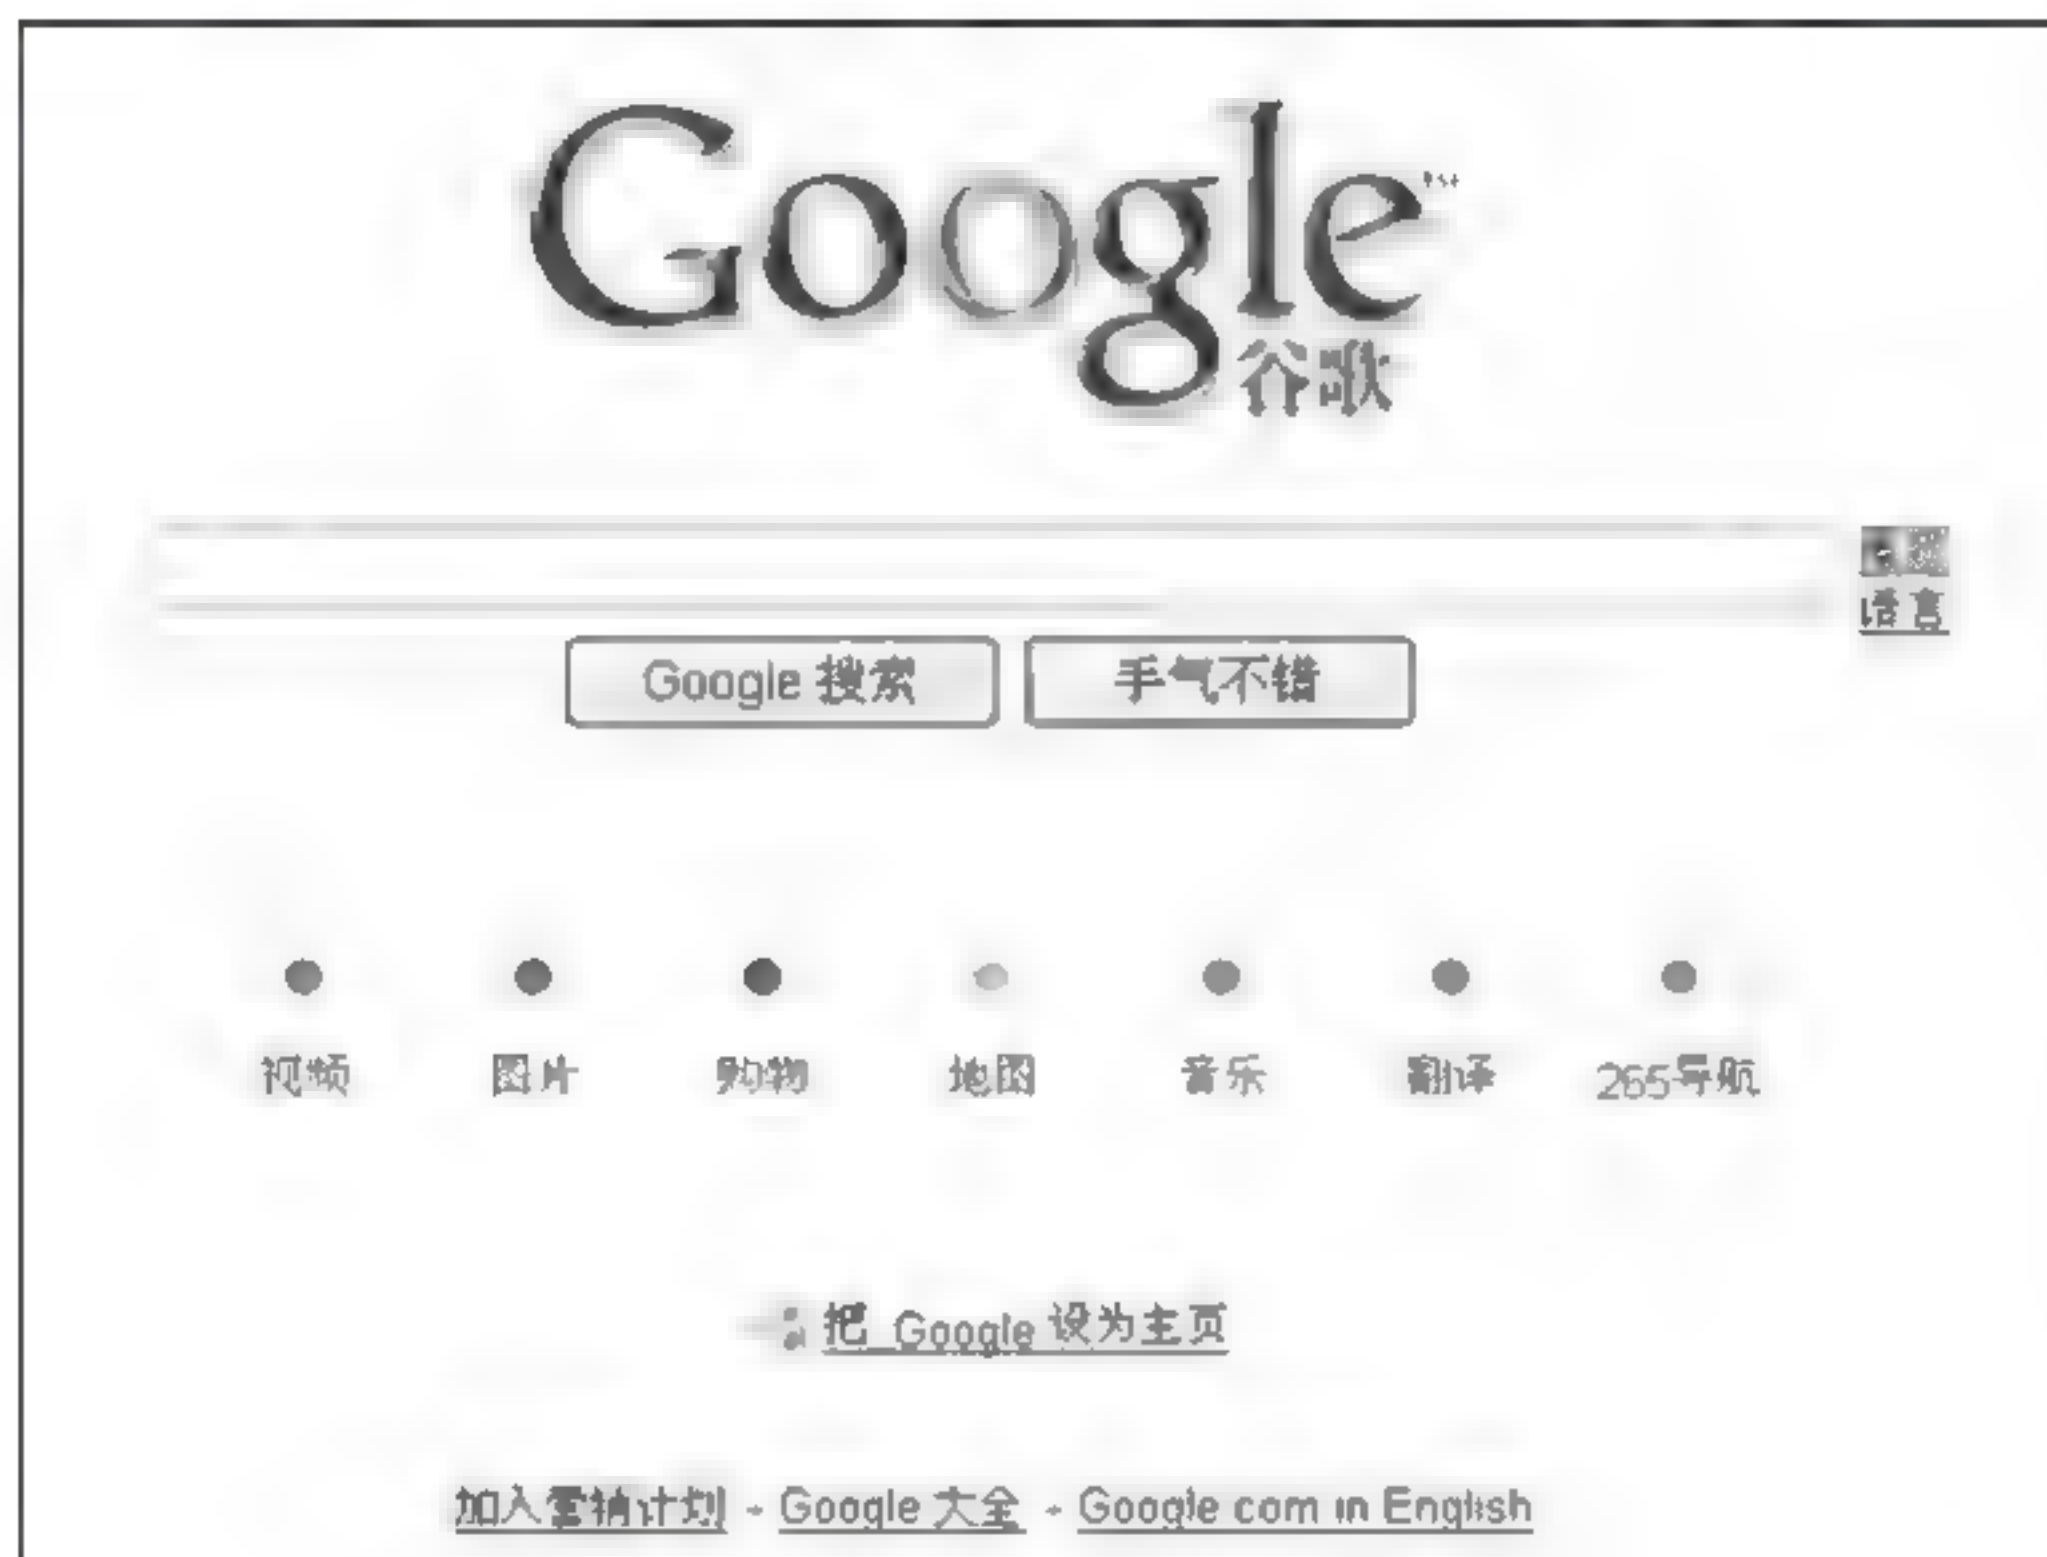 Google™
谷歌
语言
Google 搜索 手气不错
视频 图片 购物 地图 音乐 翻译 265导航
把 Google 设为主页
加入营销计划 - Google 大全 - Google com in English